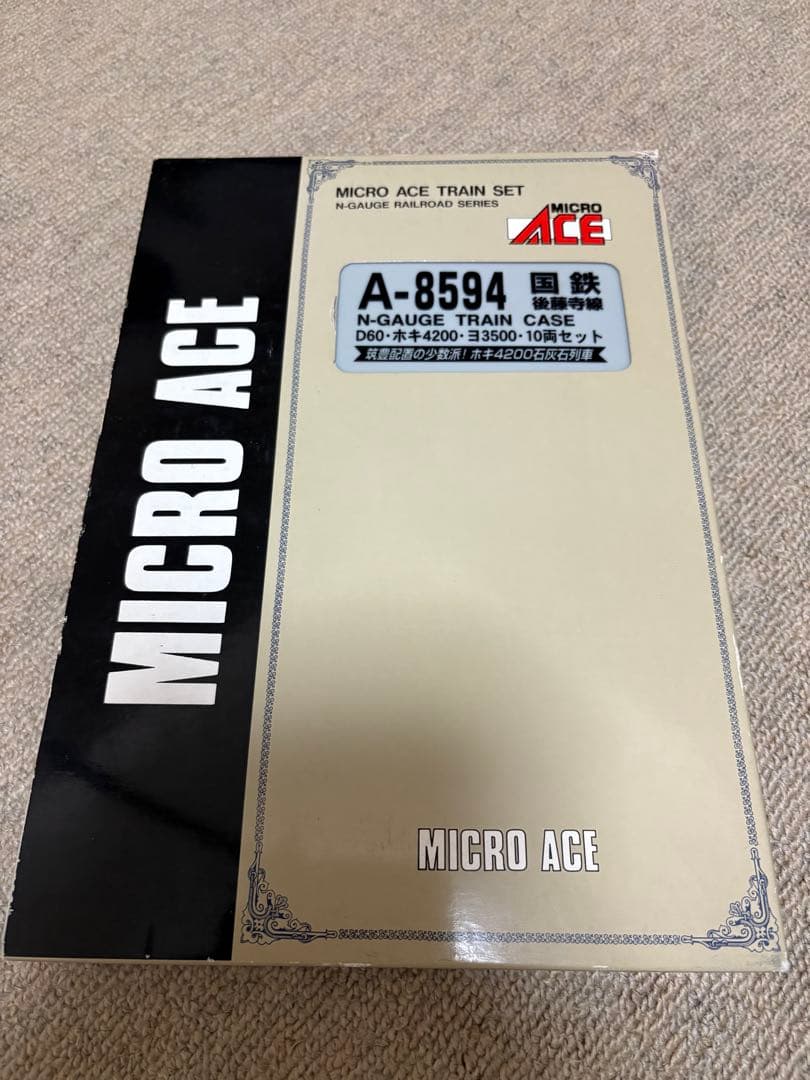 MICRO ACE TRAIN SET
N-GAUGE RAILROAD SERIES
MICRO
ACE
A-8594 国鉄
後藤寺線
N-GAUGE TRAIN CASE
D60・ホキ4200・ヨ3500・10両セット
筑豊配置の少数派!ホキ4200石灰石列車
MICRO ACE
MICRO ACE